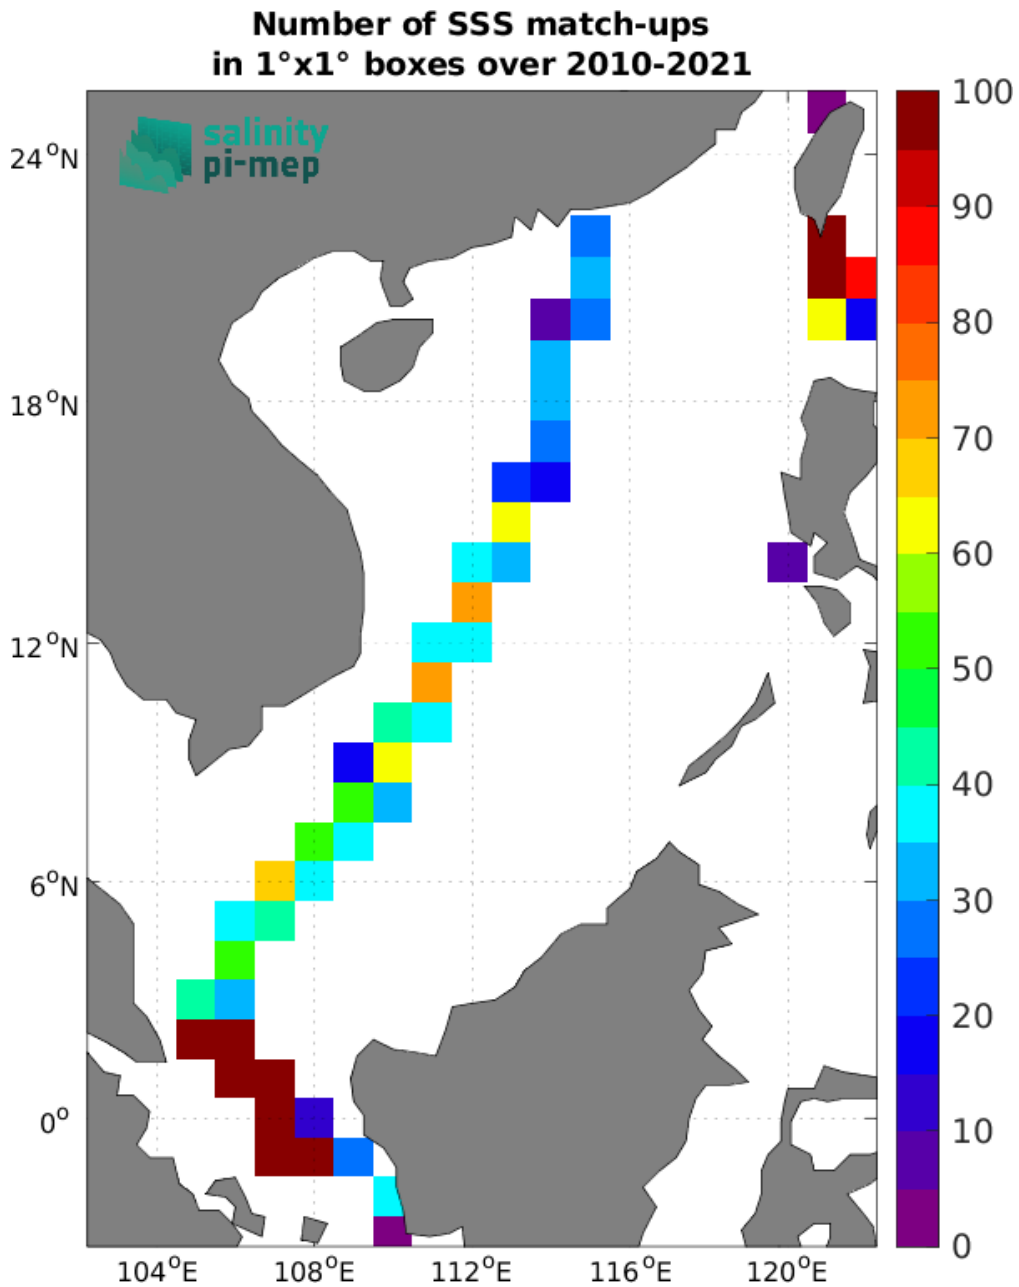 Number of SSS match-ups
in 1°x1° boxes over 2010-2021
salinity
pi-mep
24°N
18°N
12°N
6°N
0°
104°E 108°E 112°E 116°E 120°E
100
90
80
70
60
50
40
30
20
10
0